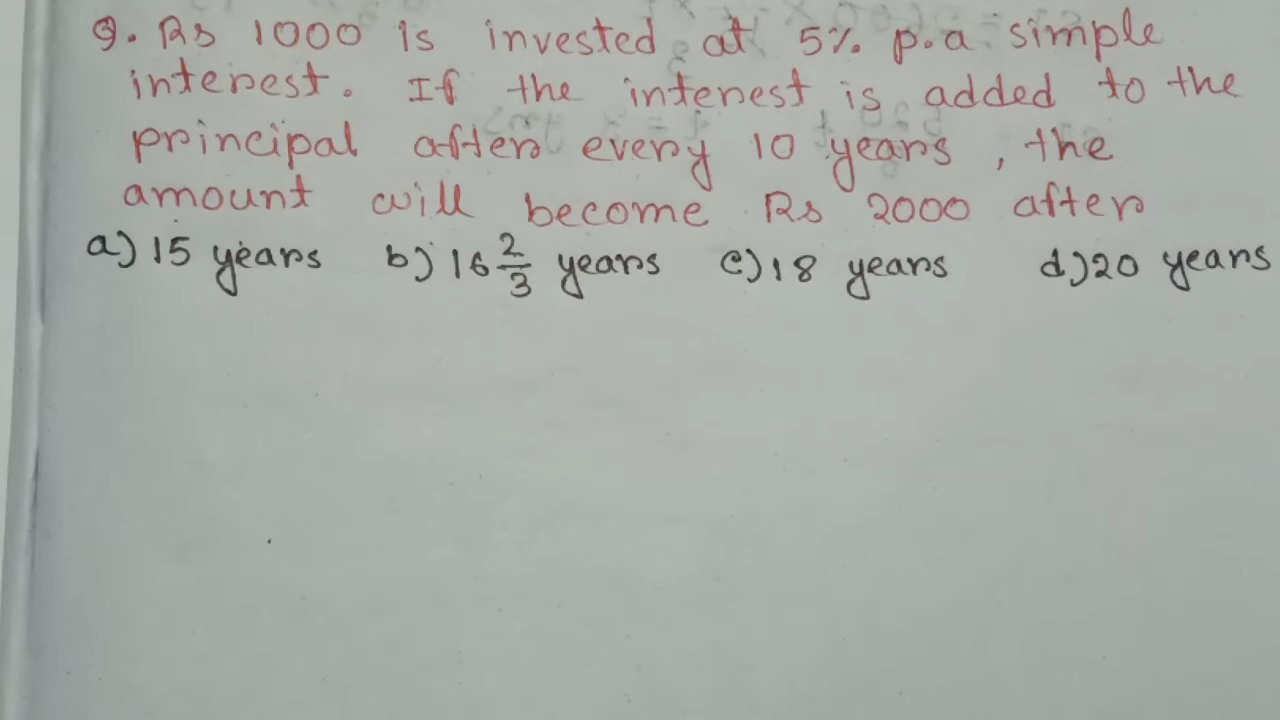 9. Rs 1000 is invested at 5% p.a simple
interest. If the interest is added to the
principal after every 10 years, the
amount will become Rs 2000 after
a) 15 years b) 16 2/3 years c) 18 years d) 20 years